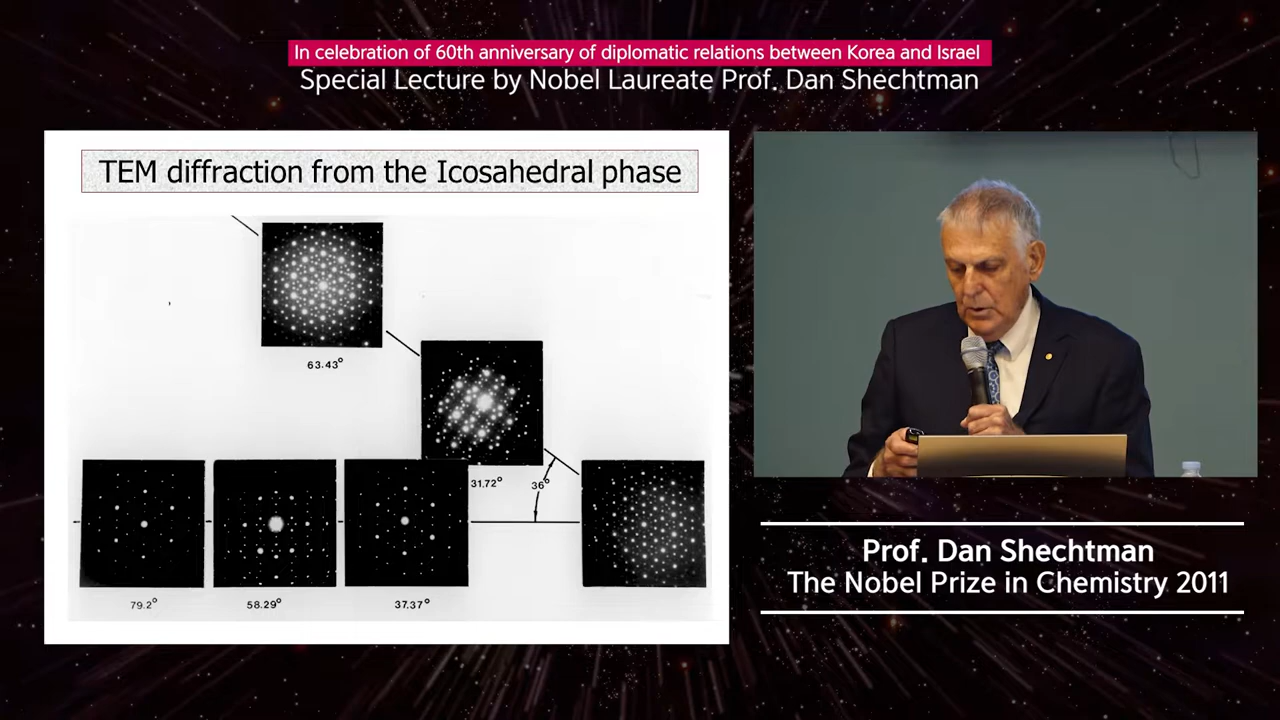 In celebration of 60th anniversary of diplomatic relations between Korea and Israel
Special Lecture by Nobel Laureate Prof. Dan Shechtman
TEM diffraction from the Icosahedral phase
63.43°
31.72°
36°
79.2°
58.29°
37.37°
Prof. Dan Shechtman
The Nobel Prize in Chemistry 2011